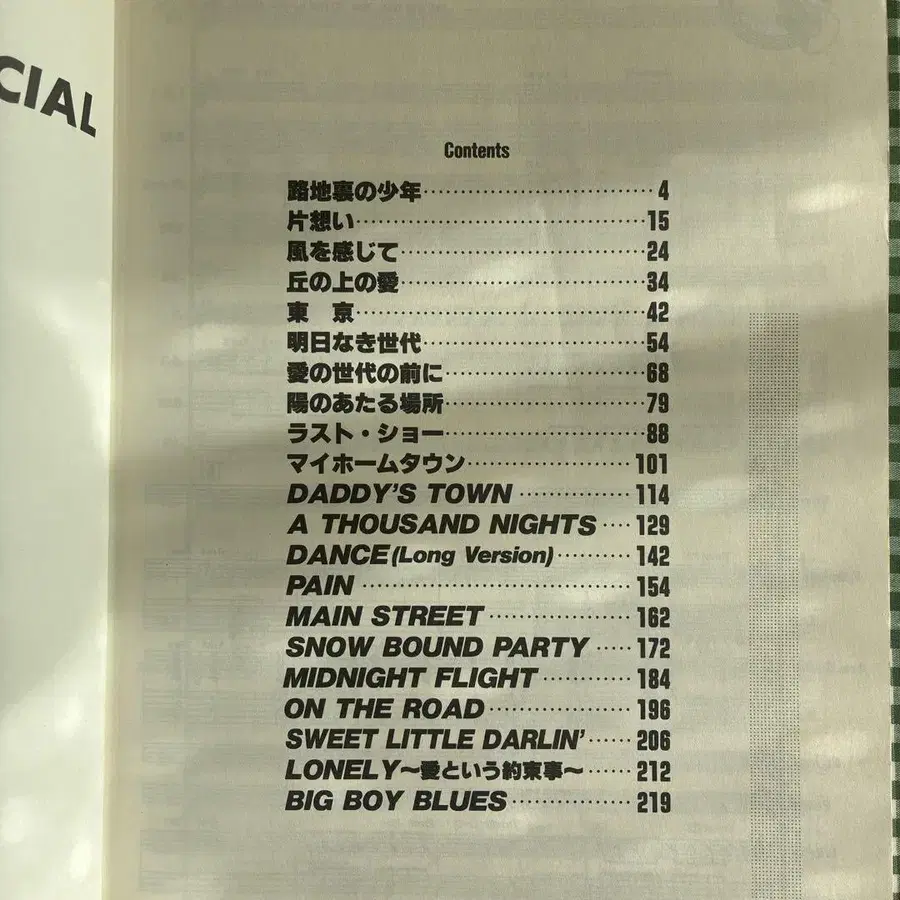 CIAL
Contents
路地裏の少年……………………… 4
片想い……………………………15
風を感じて………………………24
丘の上の愛………………………34
東　京……………………………42
明日なき世代……………………54
愛の世代の前に…………………68
陽のあたる場所…………………79
ラスト・ショー…………………88
マイホームタウン………………101
DADDY'S TOWN ……………114
A THOUSAND NIGHTS ‥‥129
DANCE(Long Version)………142
PAIN …………………………154
MAIN STREET ………………162
SNOW BOUND PARTY ‥‥172
MIDNIGHT FLIGHT …………184
ON THE ROAD ………………196
SWEET LITTLE DARLIN' ……206
LONELY〜愛という約束事〜 ……212
BIG BOY BLUES ……………219